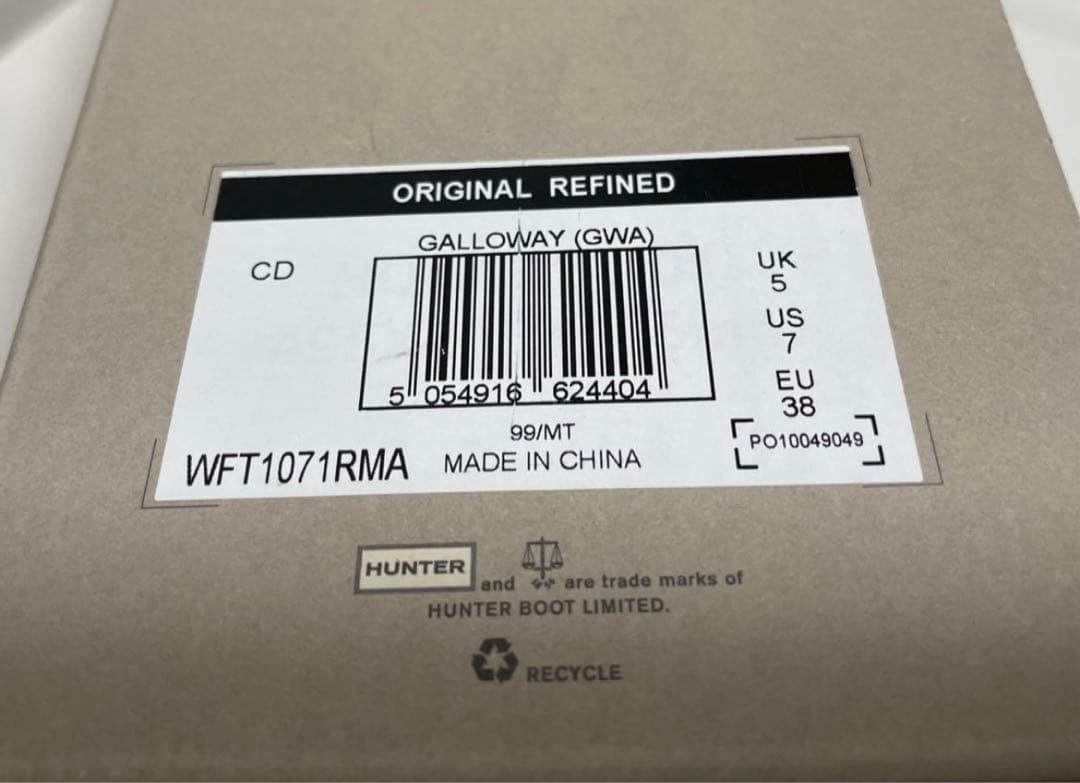 ORIGINAL REFINED
GALLOWAY (GWA)
CD
5 054916 624404
UK
5
US
7
EU
38
99/MT
PO10049049
WFT1071RMA
MADE IN CHINA
HUNTER and are trade marks of
HUNTER BOOT LIMITED.
RECYCLE